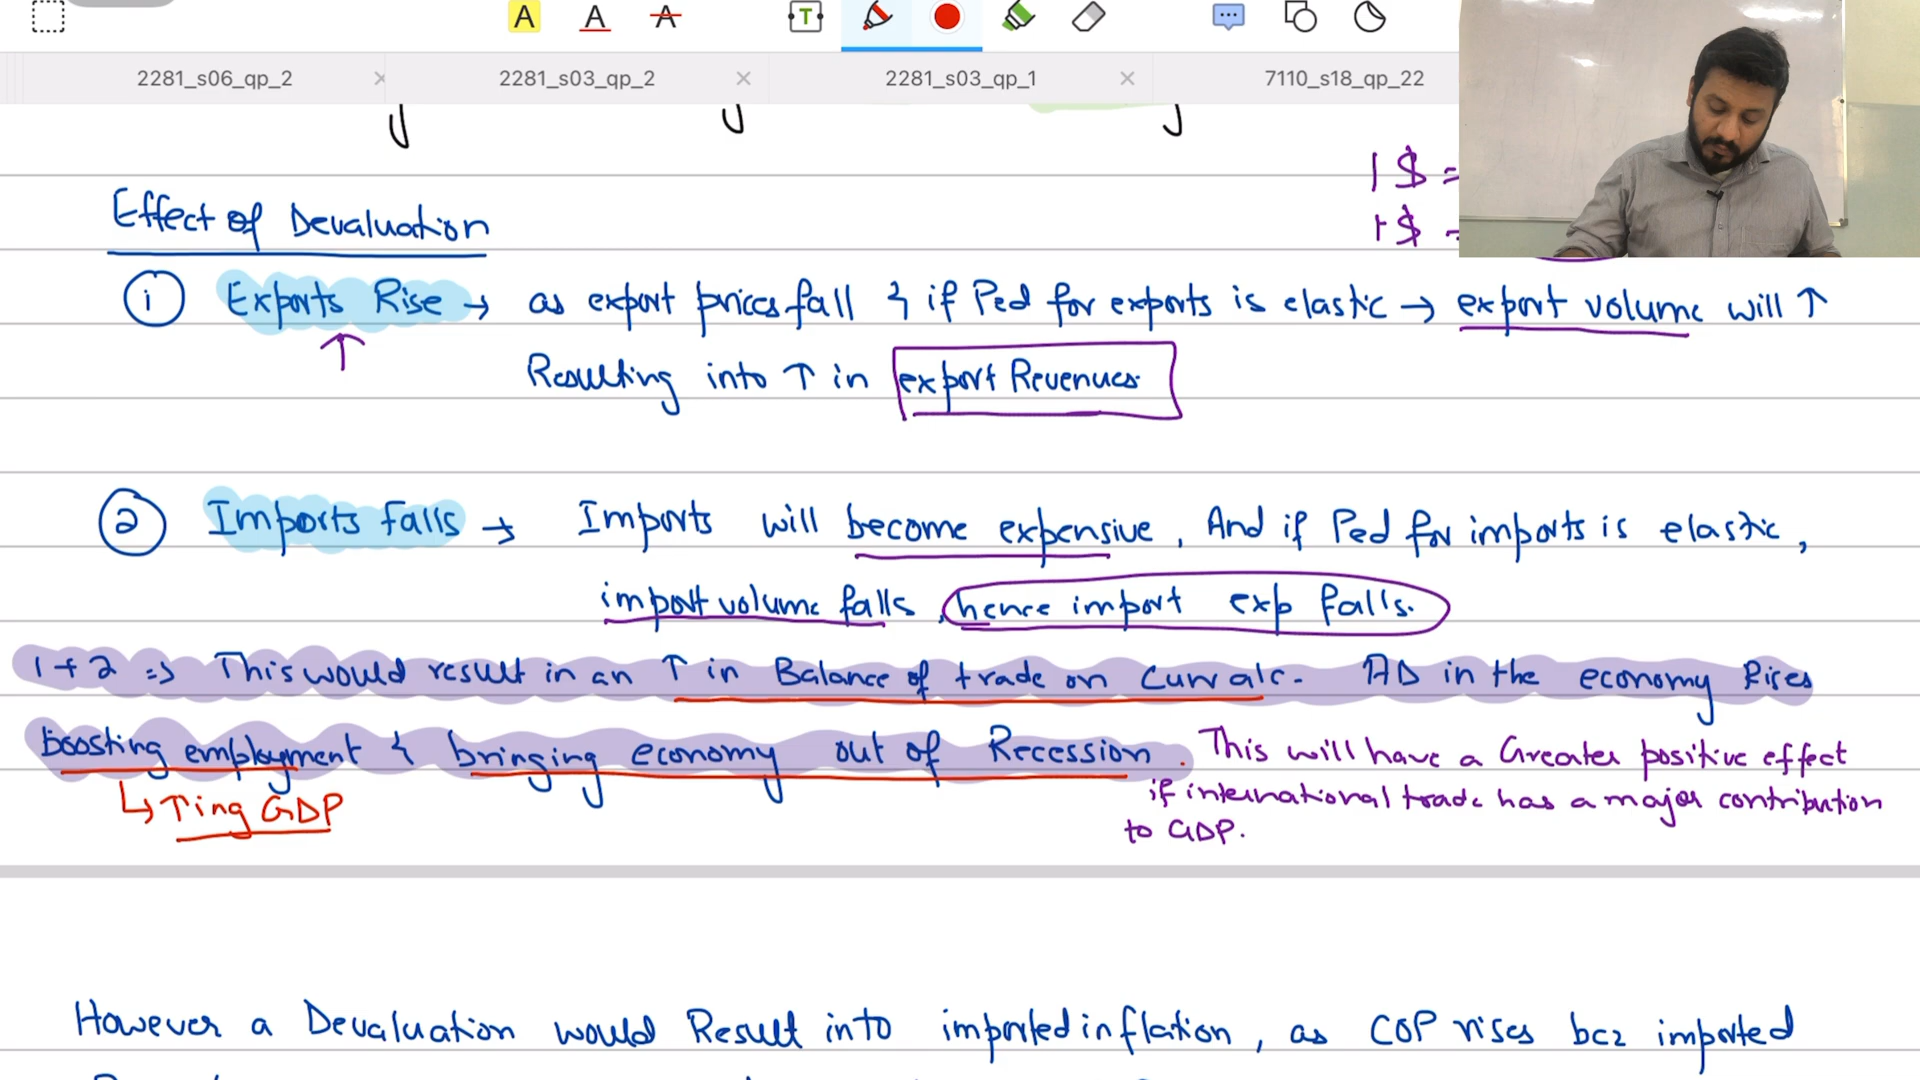 A A A T
2281_s06_qp_2 × 2281_s03_qp_2 × 2281_s03_qp_1 × 7110_s18_qp_22
1 $ =
1 $ -
Effect of Devaluation
① Exports Rise → as export prices fall & if Ped for exports is elastic → export volume will ↑
↑
Resulting into ↑ in export Revenues.
② Imports falls → Imports will become expensive, And if Ped for imports is elastic,
import volume falls, hence import exp falls.
1 + 2 => This would result in an ↑ in Balance of trade on Curr a/c. AD in the economy Rises
boosting employment & bringing economy out of Recession. This will have a Greater positive effect
if international trade has a major contribution
↳ ↑ing GDP
to GDP.
However a Devaluation would Result into imported inflation, as COP rises bcz imported